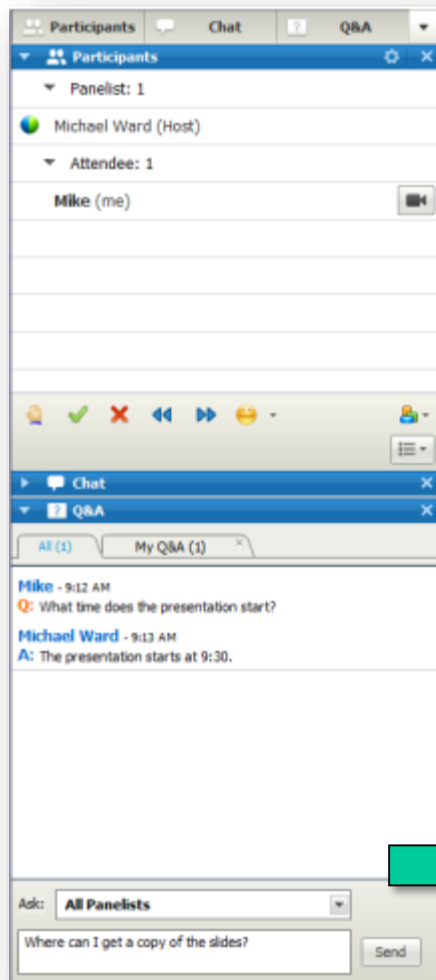 Participants Chat ? Q&A
Participants
Panelist: 1
Michael Ward (Host)
Attendee: 1
Mike (me)
Chat
? Q&A
All (1) My Q&A (1)
Mike - 9:12 AM
Q: What time does the presentation start?
Michael Ward - 9:13 AM
A: The presentation starts at 9:30.
Ask: All Panelists
Where can I get a copy of the slides?
Send